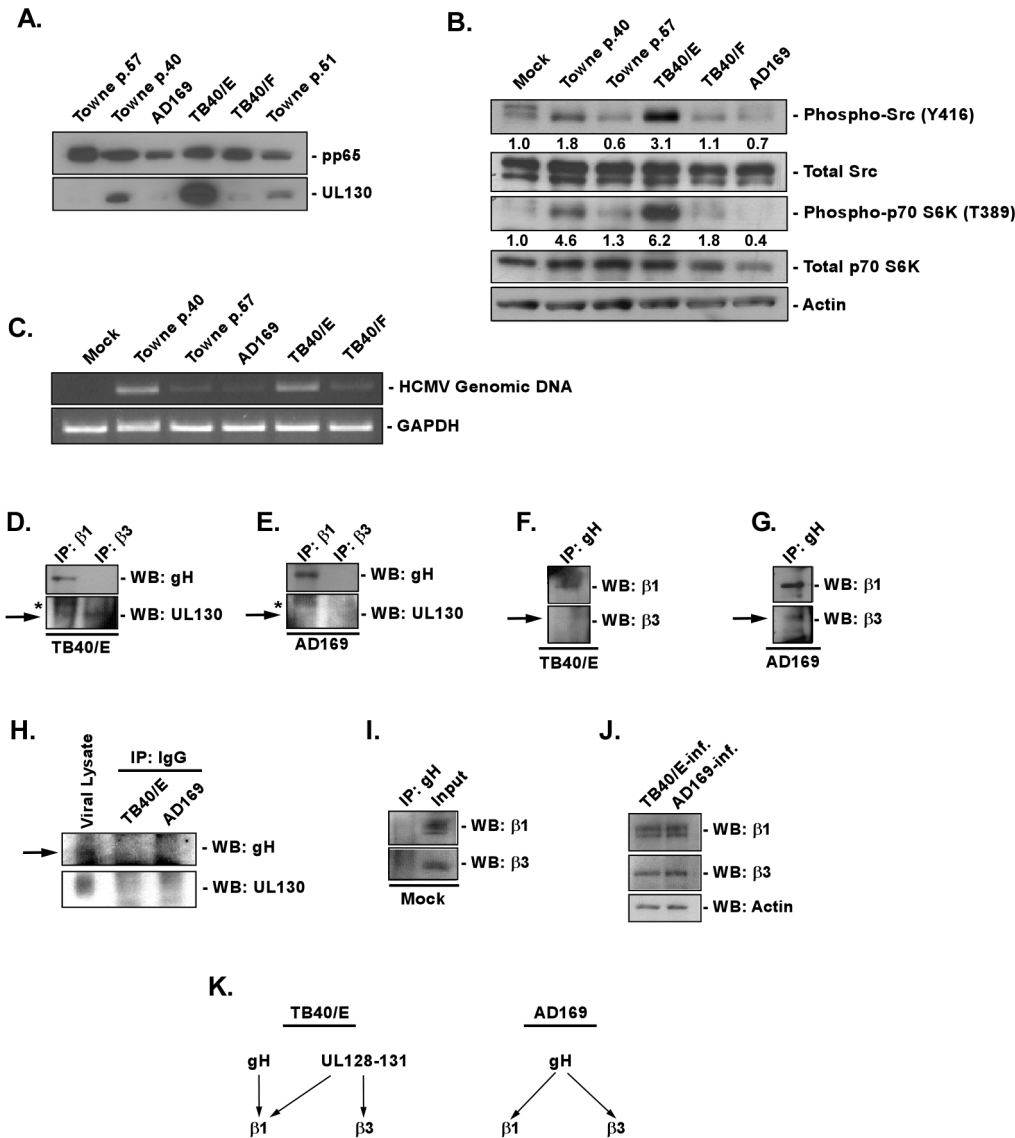 A.
Towne p.57
Towne p.40
AD169
TB40/E
TB40/F
Towne p.51
- pp65
- UL130
B.
Mock
Towne p.40
Towne p.57
TB40/E
TB40/F
AD169
- Phospho-Src (Y416)
1.0 1.8 0.6 3.1 1.1 0.7
- Total Src
- Phospho-p70 S6K (T389)
1.0 4.6 1.3 6.2 1.8 0.4
- Total p70 S6K
- Actin
C.
Mock
Towne p.40
Towne p.57
AD169
TB40/E
TB40/F
- HCMV Genomic DNA
- GAPDH
D.
IP: β1
IP: β3
- WB: gH
* - WB: UL130
TB40/E
E.
IP: β1
IP: β3
- WB: gH
* - WB: UL130
AD169
F.
IP: gH
- WB: β1
- WB: β3
TB40/E
G.
IP: gH
- WB: β1
- WB: β3
AD169
H.
Viral Lysate
IP: IgG
TB40/E
AD169
- WB: gH
- WB: UL130
I.
IP: gH
Input
- WB: β1
- WB: β3
Mock
J.
TB40/E-inf.
AD169-inf.
- WB: β1
- WB: β3
- WB: Actin
K.
TB40/E
gH UL128-131
β1 β3
AD169
gH
β1 β3